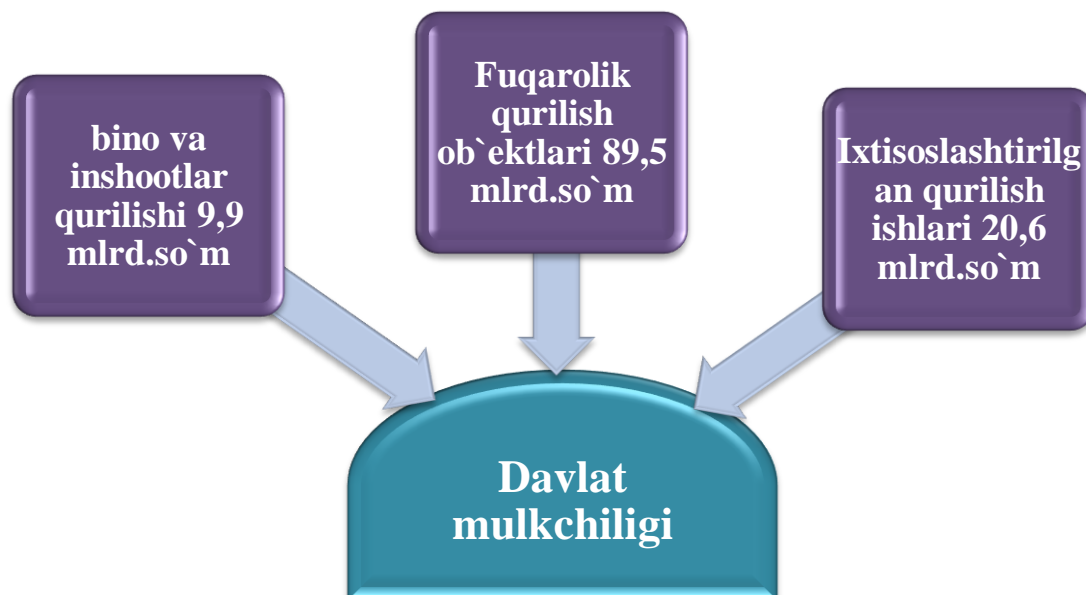 bino va
inshootlar
qurilishi 9,9
mlrd.so`m
Fuqarolik
qurilish
ob`ektlari 89,5
mlrd.so`m
Ixtisoslashtirilg
an qurilish
ishlari 20,6
mlrd.so`m
Davlat
mulkchiligi